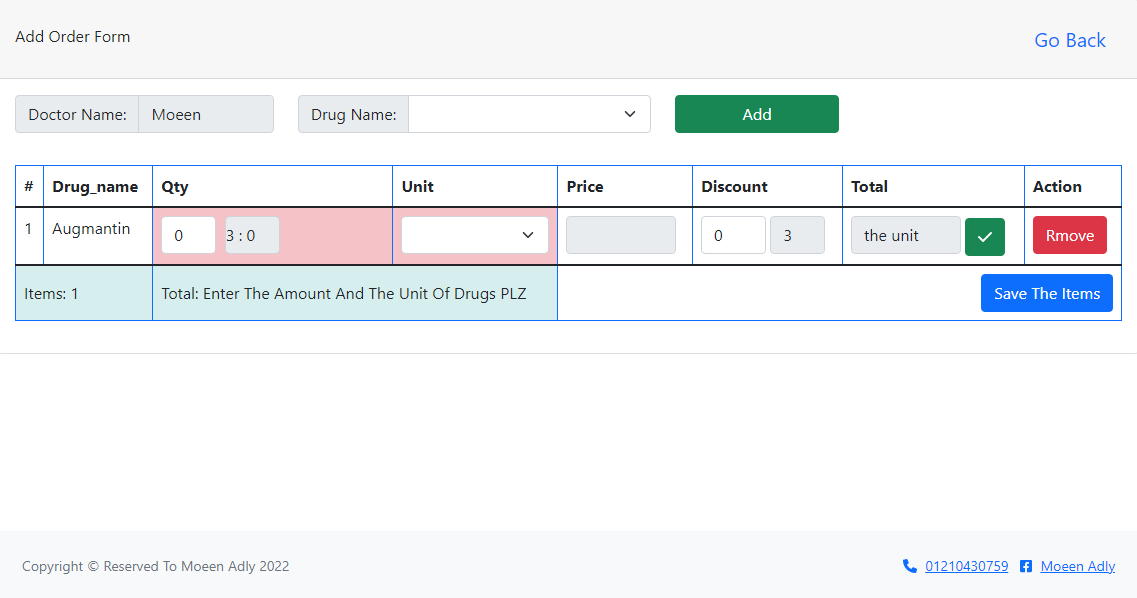 Add Order Form
Go Back
Doctor Name: Moeen Drug Name: Add
# Drug_name Qty Unit Price Discount Total Action
1 Augmantin 0 3 : 0 0 3 the unit Rmove
Items: 1 Total: Enter The Amount And The Unit Of Drugs PLZ Save The Items
Copyright © Reserved To Moeen Adly 2022 01210430759 Moeen Adly